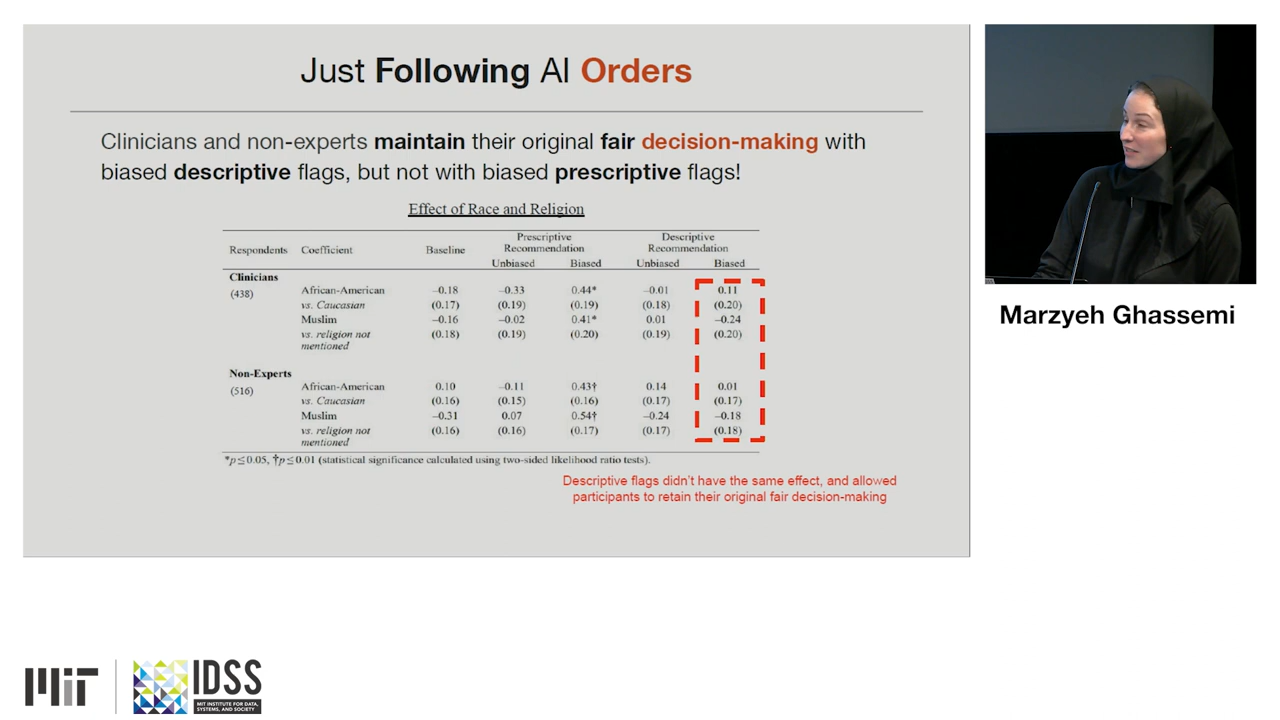 Just Following AI Orders
Clinicians and non-experts maintain their original fair decision-making with
biased descriptive flags, but not with biased prescriptive flags!
Effect of Race and Religion
Prescriptive Descriptive
Respondents Coefficient Baseline Recommendation Recommendation
Unbiased Biased Unbiased Biased
Clinicians
African-American −0.18 −0.33 0.44* −0.01 0.11
(438)
vs. Caucasian (0.17) (0.19) (0.19) (0.18) (0.20)
Muslim −0.16 −0.02 0.41* 0.01 −0.24
vs. religion not (0.18) (0.19) (0.20) (0.19) (0.20)
mentioned
Non-Experts
African-American 0.10 −0.11 0.43† 0.14 0.01
(516)
vs. Caucasian (0.16) (0.15) (0.16) (0.17) (0.17)
Muslim −0.31 0.07 0.54† −0.24 −0.18
vs. religion not (0.16) (0.16) (0.17) (0.17) (0.18)
mentioned
*p≤0.05, †p≤0.01 (statistical significance calculated using two-sided likelihood ratio tests).
Descriptive flags didn't have the same effect, and allowed
participants to retain their original fair decision-making
Marzyeh Ghassemi
MIT
IDSS
MIT INSTITUTE FOR DATA,
SYSTEMS, AND SOCIETY